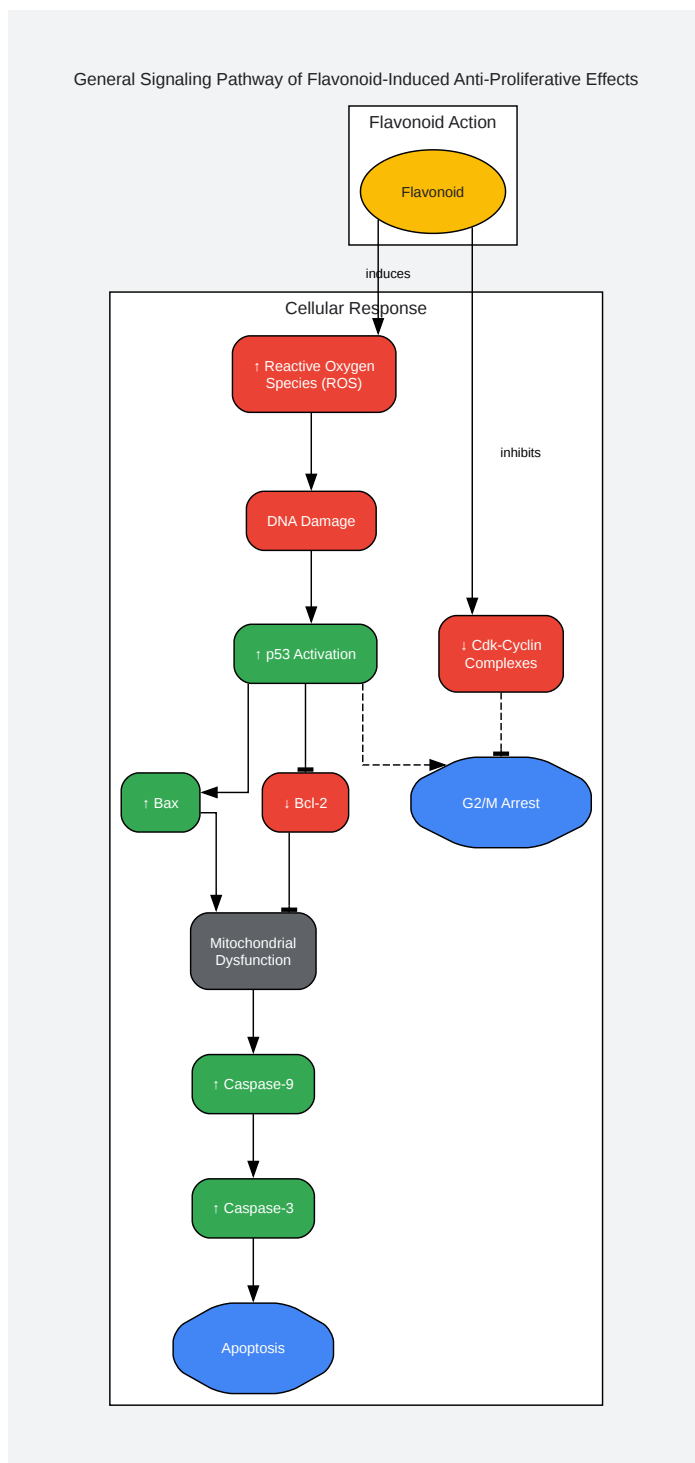 General Signaling Pathway of Flavonoid-Induced Anti-Proliferative Effects
Flavonoid Action
Flavonoid
induces
Cellular Response
↑ Reactive Oxygen
Species (ROS)
inhibits
DNA Damage
↑ p53 Activation
↓ Cdk-Cyclin
Complexes
↑ Bax
↓ Bcl-2
G2/M Arrest
Mitochondrial
Dysfunction
↑ Caspase-9
↑ Caspase-3
Apoptosis